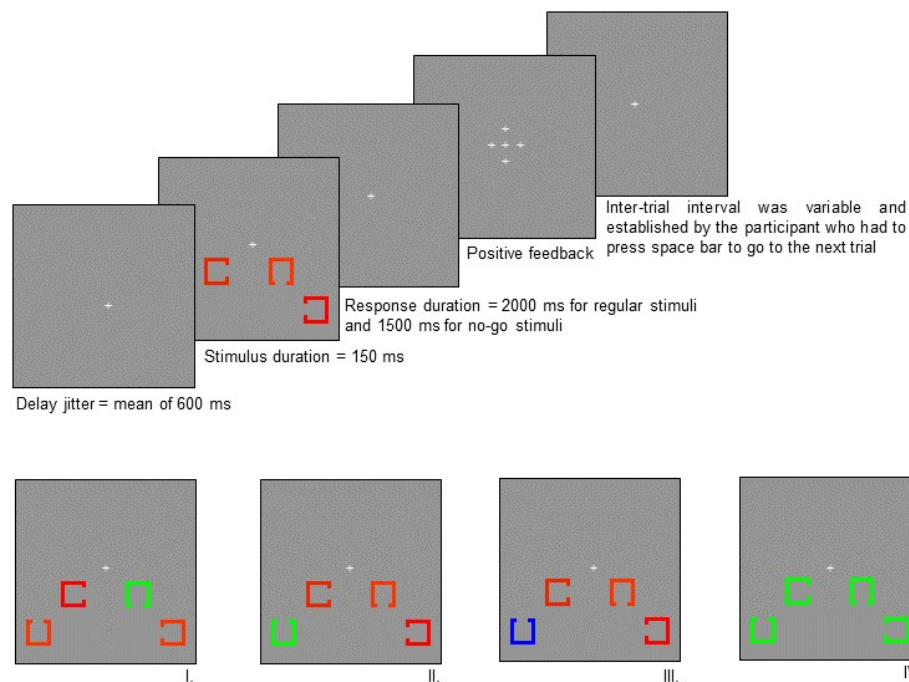 Inter-trial interval was variable and
established by the participant who had to
press space bar to go to the next trial
Positive feedback
Response duration = 2000 ms for regular stimuli
and 1500 ms for no-go stimuli
Stimulus duration = 150 ms
Delay jitter = mean of 600 ms
I.
II.
III.